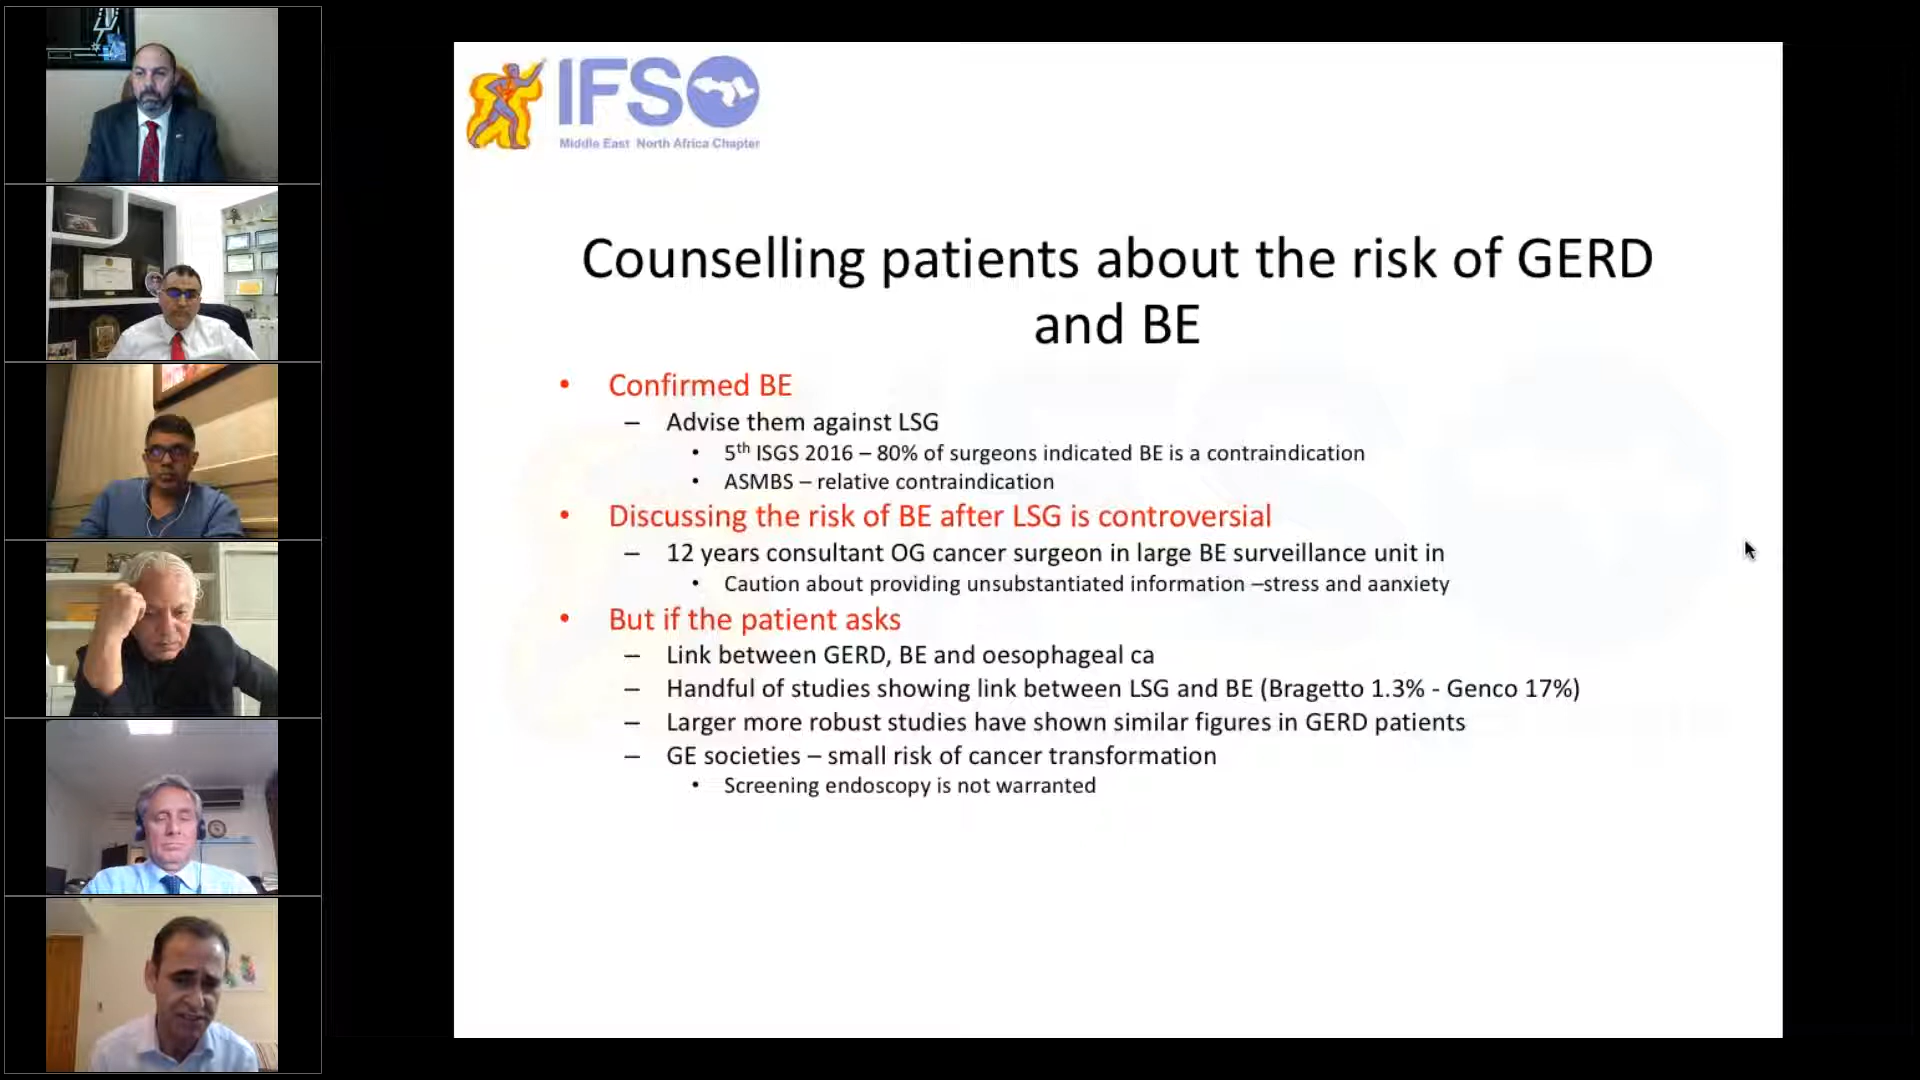 IFSO
Middle East North Africa Chapter
Counselling patients about the risk of GERD
and BE
• Confirmed BE
– Advise them against LSG
• 5th ISGS 2016 – 80% of surgeons indicated BE is a contraindication
• ASMBS – relative contraindication
• Discussing the risk of BE after LSG is controversial
– 12 years consultant OG cancer surgeon in large BE surveillance unit in
• Caution about providing unsubstantiated information –stress and aanxiety
• But if the patient asks
– Link between GERD, BE and oesophageal ca
– Handful of studies showing link between LSG and BE (Bragetto 1.3% - Genco 17%)
– Larger more robust studies have shown similar figures in GERD patients
– GE societies – small risk of cancer transformation
• Screening endoscopy is not warranted